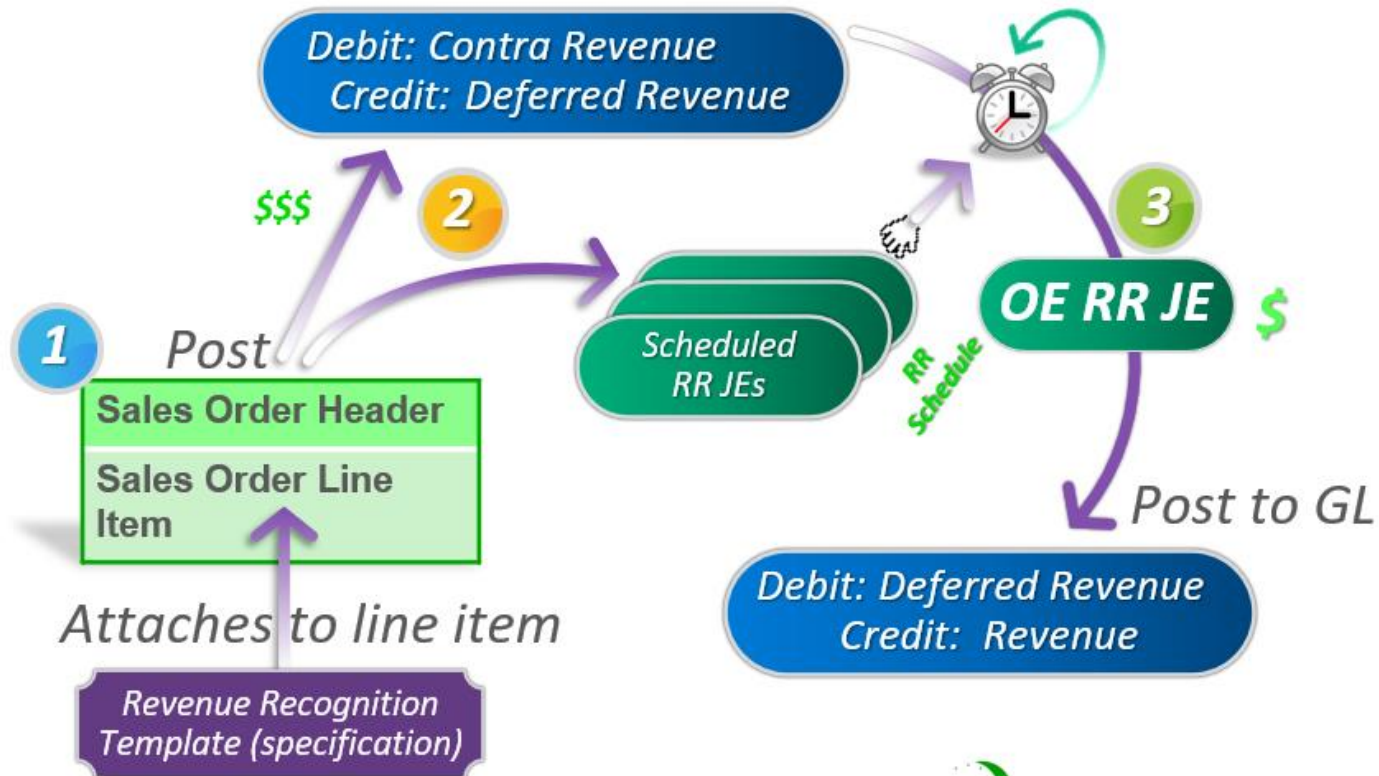 Debit: Contra Revenue
Credit: Deferred Revenue
$$$
2
3
OE RR JE
$
1
Post
Scheduled
RR JEs
RR
Schedule
Sales Order Header
Sales Order Line
Item
Post to GL
Attaches to line item
Debit: Deferred Revenue
Credit: Revenue
Revenue Recognition
Template (specification)